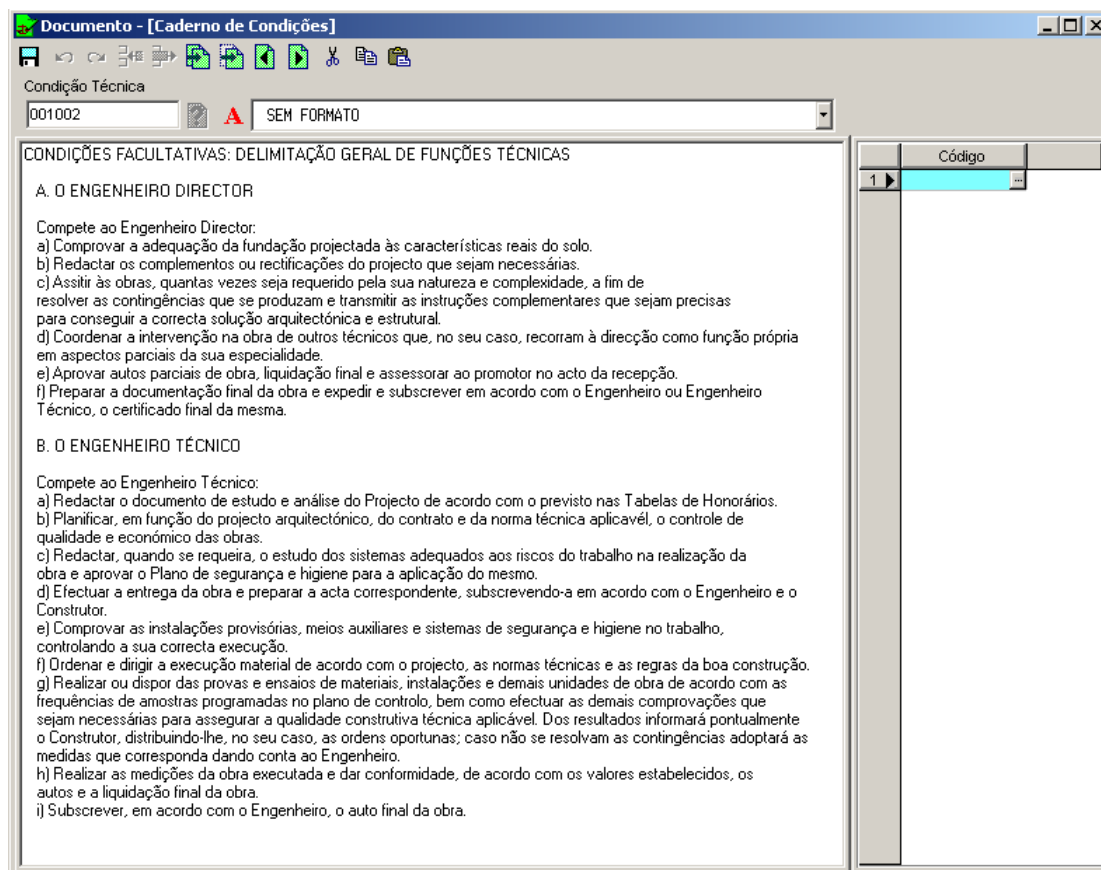 Documento - [Caderno de Condições]
Condição Técnica
001002
A
SEM FORMATO
CONDIÇÕES FACULTATIVAS: DELIMITAÇÃO GERAL DE FUNÇÕES TÉCNICAS
Código
1
A. O ENGENHEIRO DIRECTOR
Compete ao Engenheiro Director:
a) Comprovar a adequação da fundação projectada às características reais do solo.
b) Redactar os complementos ou rectificações do projecto que sejam necessárias.
c) Assitir às obras, quantas vezes seja requerido pela sua natureza e complexidade, a fim de
resolver as contingências que se produzam e transmitir as instruções complementares que sejam precisas
para conseguir a correcta solução arquitectónica e estrutural.
d) Coordenar a intervenção na obra de outros técnicos que, no seu caso, recorram à direcção como função própria
em aspectos parciais da sua especialidade.
e) Aprovar autos parciais de obra, liquidação final e assessorar ao promotor no acto da recepção.
f) Preparar a documentação final da obra e expedir e subscrever em acordo com o Engenheiro ou Engenheiro
Técnico, o certificado final da mesma.
B. O ENGENHEIRO TÉCNICO
Compete ao Engenheiro Técnico:
a) Redactar o documento de estudo e análise do Projecto de acordo com o previsto nas Tabelas de Honorários.
b) Planificar, em função do projecto arquitectónico, do contrato e da norma técnica aplicavél, o controle de
qualidade e económico das obras.
c) Redactar, quando se requeira, o estudo dos sistemas adequados aos riscos do trabalho na realização da
obra e aprovar o Plano de segurança e higiene para a aplicação do mesmo.
d) Efectuar a entrega da obra e preparar a acta correspondente, subscrevendo-a em acordo com o Engenheiro e o
Construtor.
e) Comprovar as instalações provisórias, meios auxiliares e sistemas de segurança e higiene no trabalho,
controlando a sua correcta execução.
f) Ordenar e dirigir a execução material de acordo com o projecto, as normas técnicas e as regras da boa construção.
g) Realizar ou dispor das provas e ensaios de materiais, instalações e demais unidades de obra de acordo com as
frequências de amostras programadas no plano de controlo, bem como efectuar as demais comprovações que
sejam necessárias para assegurar a qualidade construtiva técnica aplicável. Dos resultados informará pontualmente
o Construtor, distribuindo-lhe, no seu caso, as ordens oportunas; caso não se resolvam as contingências adoptará as
medidas que corresponda dando conta ao Engenheiro.
h) Realizar as medições da obra executada e dar conformidade, de acordo com os valores estabelecidos, os
autos e a liquidação final da obra.
i) Subscrever, em acordo com o Engenheiro, o auto final da obra.